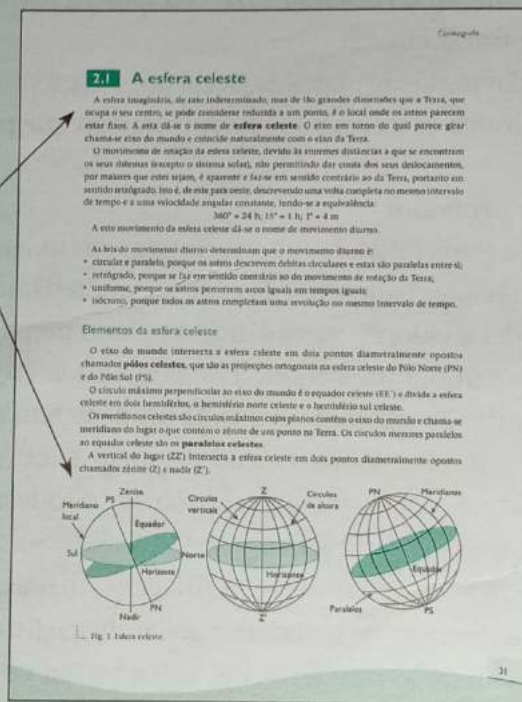 Cosmografia
2.1 A esfera celeste
A esfera imaginária, de raio indeterminado, mas de tão grandes dimensões que a Terra, que
ocupa o seu centro, se pode considerar reduzida a um ponto, é o local onde os astros parecem
estar fixos. A esta dá-se o nome de esfera celeste. O eixo em torno do qual parece girar
chama-se eixo do mundo e coincide naturalmente com o eixo da Terra.
O movimento de rotação da esfera celeste, devido às enormes distâncias a que se encontram
os seus sistemas (excepto o sistema solar), não permitindo dar conta dos seus deslocamentos,
por maiores que estes sejam, é aparente e faz-se em sentido contrário ao da Terra, portanto em
sentido retrógrado, isto é, de este para oeste, descrevendo uma volta completa no mesmo intervalo
de tempo e a uma velocidade angular constante, tendo-se a equivalência:
360° = 24 h; 15° = 1 h; 1° = 4 m
A este movimento da esfera celeste dá-se o nome de movimento diurno.
As leis do movimento diurno determinam que o movimento diurno é:
• circular e paralelo, porque os astros descrevem órbitas circulares e estas são paralelas entre si;
• retrógrado, porque se faz em sentido contrário ao do movimento de rotação da Terra;
• uniforme, porque os astros percorrem arcos iguais em tempos iguais;
• isócrono, porque todos os astros completam uma revolução no mesmo intervalo de tempo.
Elementos da esfera celeste
O eixo do mundo intersecta a esfera celeste em dois pontos diametralmente opostos
chamados pólos celestes, que são as projecções ortogonais na esfera celeste do Pólo Norte (PN)
e do Pólo Sul (PS).
O círculo máximo perpendicular ao eixo do mundo é o equador celeste (EE´) e divide a esfera
celeste em dois hemisférios, o hemisfério norte celeste e o hemisfério sul celeste.
Os meridianos celestes são círculos máximos cujos planos contêm o eixo do mundo e chama-se
meridiano do lugar o que contém o zénite de um ponto na Terra. Os círculos menores paralelos
ao equador celeste são os paralelos celestes.
A vertical do lugar (ZZ´) intersecta a esfera celeste em dois pontos diametralmente opostos
chamados zénite (Z) e nadir (Z´).
Meridiano
local
PS
Zénite
Equador
Sul
Norte
Horizonte
PN
Nadir
Círculos
verticais
Z
Círculos
de altura
Horizonte
Z´
PN
Meridianos
Equador
Paralelos
PS
Fig. 1 Esfera celeste
31